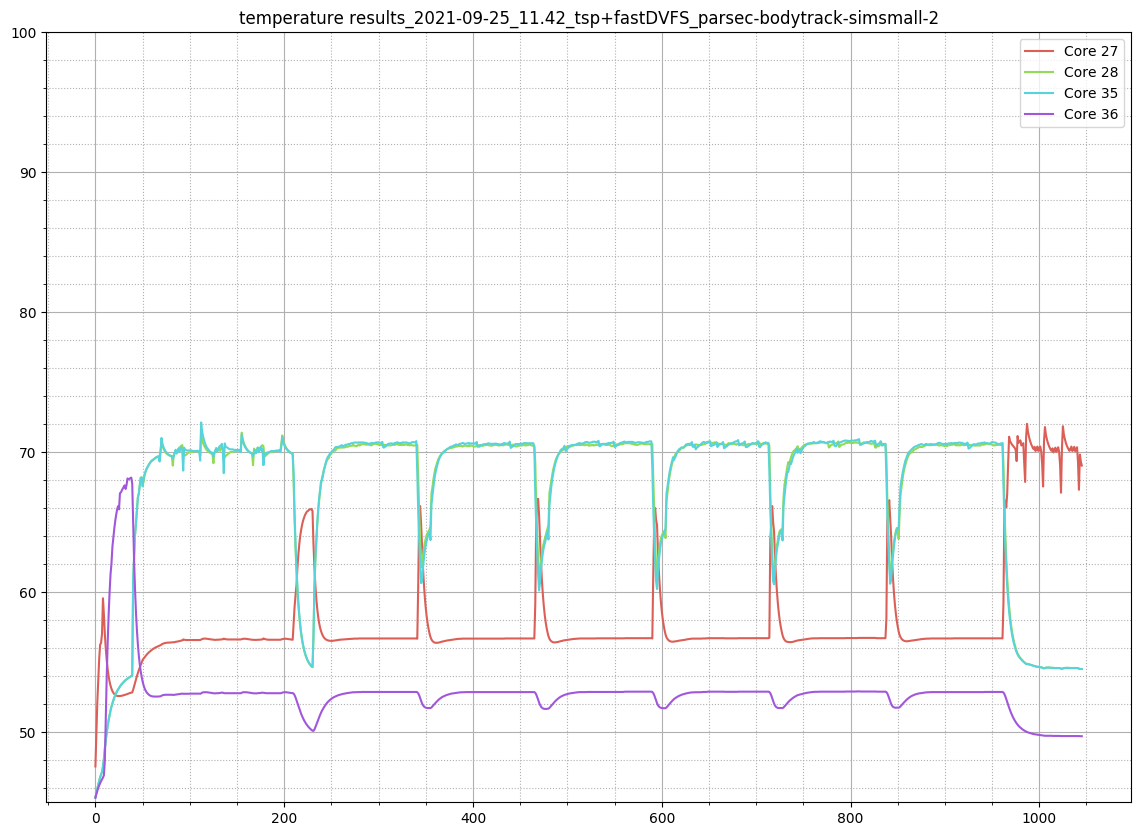 temperature results_2021-09-25_11.42_tsp+fastDVFS_parsec-bodytrack-simsmall-2
100
90
80
70
60
50
Core 27
Core 28
Core 35
Core 36
0 200 400 600 800 1000